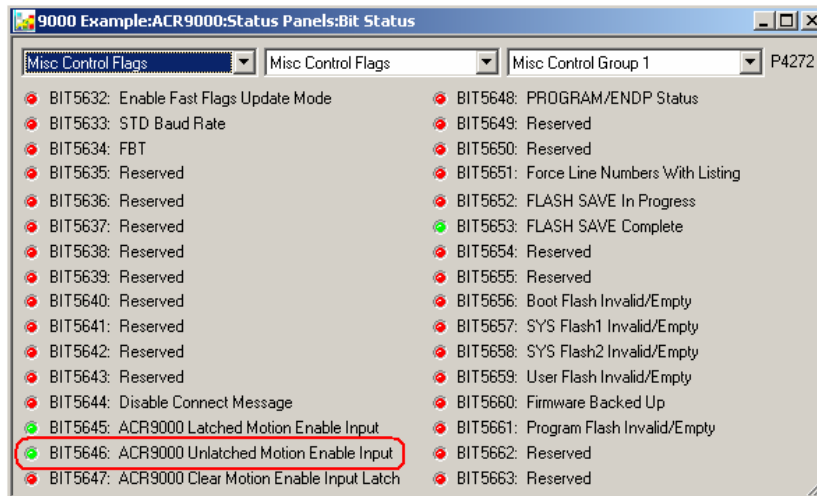 9000 Example:ACR9000:Status Panels:Bit Status
Misc Control Flags Misc Control Flags Misc Control Group 1 P4272
BIT5632: Enable Fast Flags Update Mode
BIT5633: STD Baud Rate
BIT5634: FBT
BIT5635: Reserved
BIT5636: Reserved
BIT5637: Reserved
BIT5638: Reserved
BIT5639: Reserved
BIT5640: Reserved
BIT5641: Reserved
BIT5642: Reserved
BIT5643: Reserved
BIT5644: Disable Connect Message
BIT5645: ACR9000 Latched Motion Enable Input
BIT5646: ACR9000 Unlatched Motion Enable Input
BIT5647: ACR9000 Clear Motion Enable Input Latch
BIT5648: PROGRAM/ENDP Status
BIT5649: Reserved
BIT5650: Reserved
BIT5651: Force Line Numbers With Listing
BIT5652: FLASH SAVE In Progress
BIT5653: FLASH SAVE Complete
BIT5654: Reserved
BIT5655: Reserved
BIT5656: Boot Flash Invalid/Empty
BIT5657: SYS Flash1 Invalid/Empty
BIT5658: SYS Flash2 Invalid/Empty
BIT5659: User Flash Invalid/Empty
BIT5660: Firmware Backed Up
BIT5661: Program Flash Invalid/Empty
BIT5662: Reserved
BIT5663: Reserved